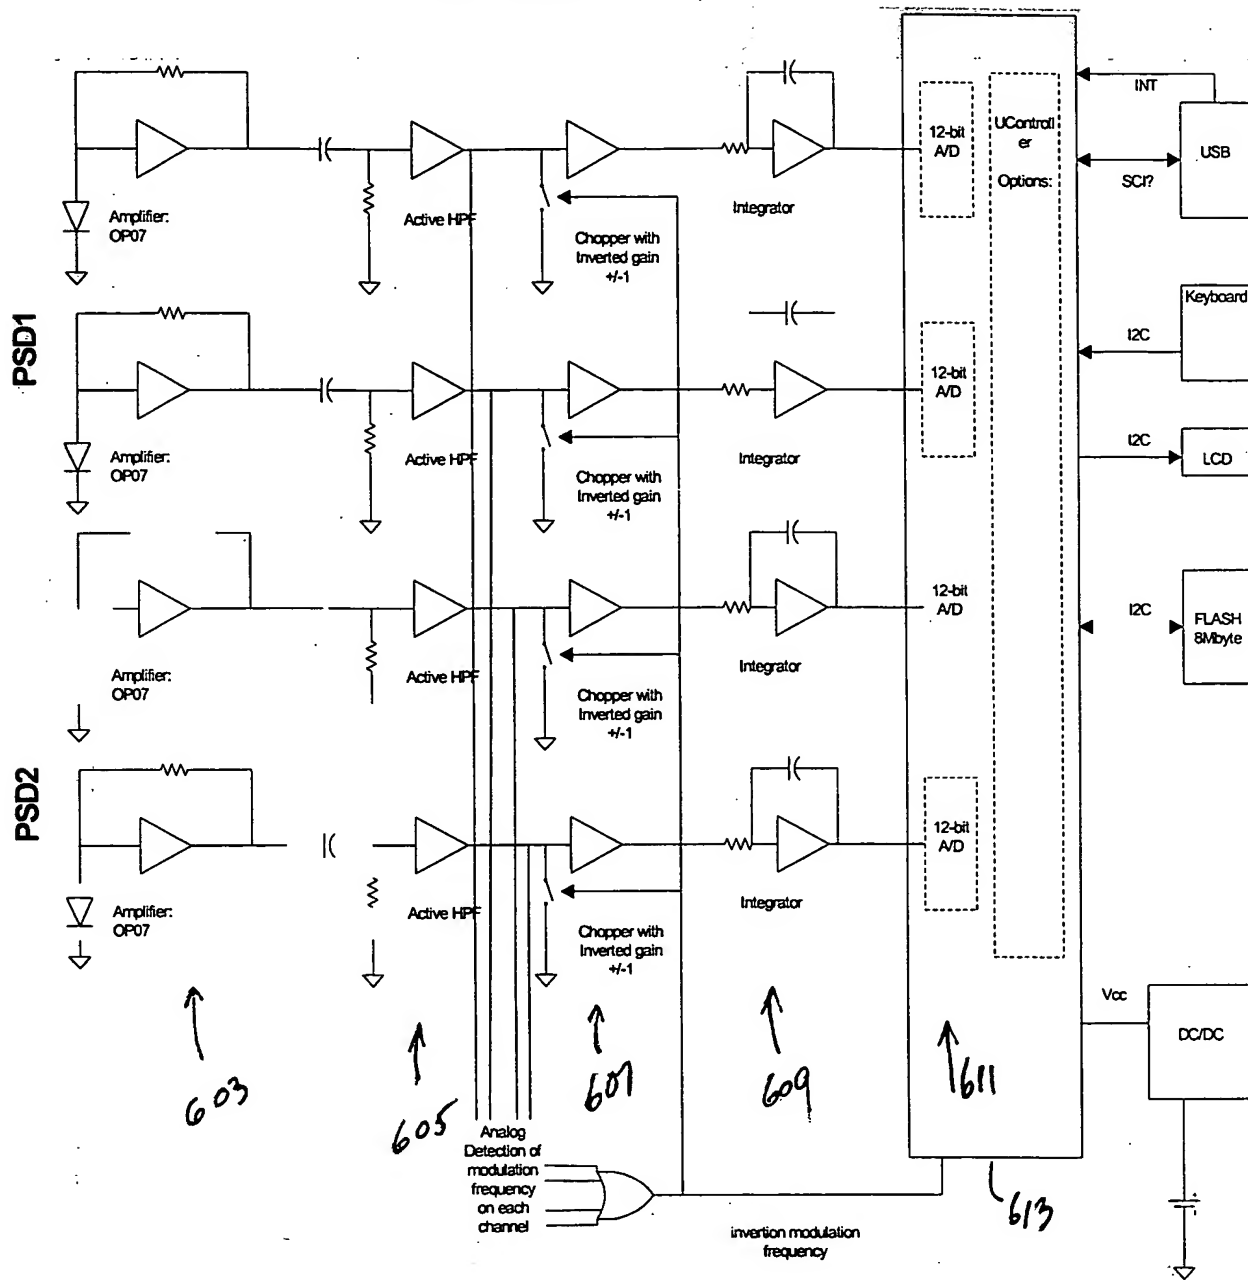 INT
USB
SCI?
12-bit
A/D
UControll
er
Options:
Amplifier:
OP07
Active HPF
Chopper with
Inverted gain
+/-1
Integrator
PSD1
Keyboard
I2C
12-bit
A/D
I2C
LCD
Amplifier:
OP07
Active HPF
Chopper with
Inverted gain
+/-1
Integrator
12-bit
A/D
I2C
FLASH
8Mbyte
Amplifier:
OP07
Active HPF
Chopper with
Inverted gain
+/-1
Integrator
PSD2
12-bit
A/D
Amplifier:
OP07
Active HPF
Chopper with
Inverted gain
+/-1
Integrator
Vcc
DC/DC
603
605
607
609
611
613
Analog
Detection of
modulation
frequency
on each
channel
invertion modulation
frequency